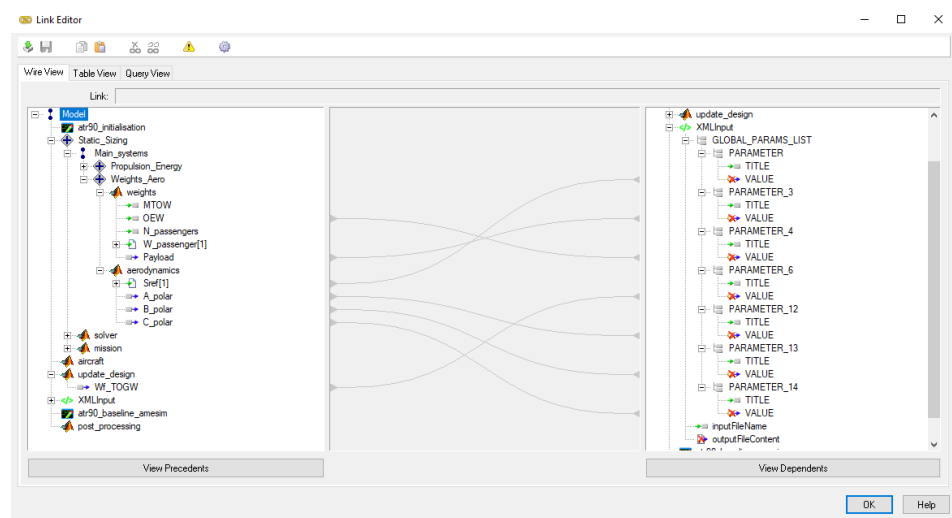 Link Editor
Wire View Table View Query View
Link:
Model
atr90_initialisation
Static_Sizing
Main_systems
Propulsion_Energy
Weights_Aero
weights
MTOW
OEW
N_passengers
W_passenger[1]
Payload
aerodynamics
Sref[1]
A_polar
B_polar
C_polar
solver
mission
aircraft
update_design
Wf_TOGW
XMLInput
atr90_baseline_amesim
post_processing
View Precedents
update_design
XMLInput
GLOBAL_PARAMS_LIST
PARAMETER
TITLE
VALUE
PARAMETER_3
TITLE
VALUE
PARAMETER_4
TITLE
VALUE
PARAMETER_6
TITLE
VALUE
PARAMETER_12
TITLE
VALUE
PARAMETER_13
TITLE
VALUE
PARAMETER_14
TITLE
VALUE
inputFileName
outputFileContent
View Dependents
OK Help